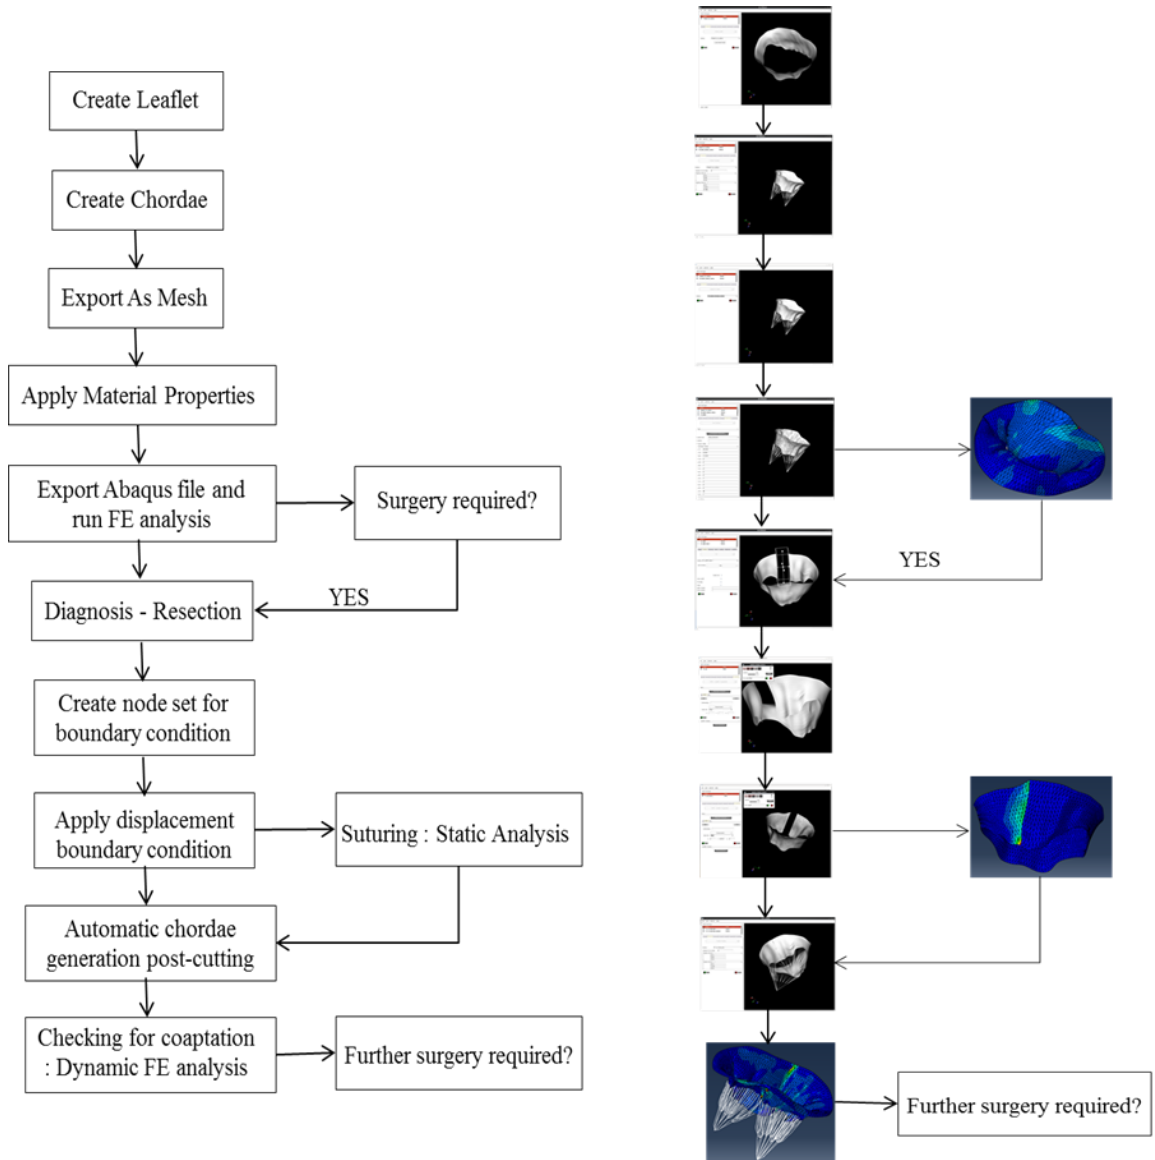 Create Leaflet
Create Chordae
Export As Mesh
Apply Material Properties
Export Abaqus file and
run FE analysis
Surgery required?
YES
Diagnosis - Resection
Create node set for
boundary condition
Apply displacement
boundary condition
Suturing : Static Analysis
Automatic chordae
generation post-cutting
Checking for coaptation
: Dynamic FE analysis
Further surgery required?
YES
Further surgery required?